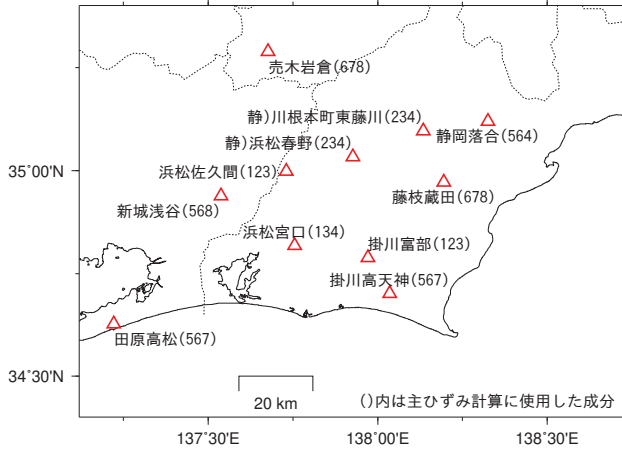 売木岩倉(678)
静)川根本町東藤川(234)
静岡落合(564)
静)浜松春野(234)
35°00'N
浜松佐久間(123)
藤枝蔵田(678)
新城浅谷(568)
浜松宮口(134)
掛川富部(123)
掛川高天神(567)
田原高松(567)
34°30'N
20 km
()内は主ひずみ計算に使用した成分
137°30'E
138°00'E
138°30'E